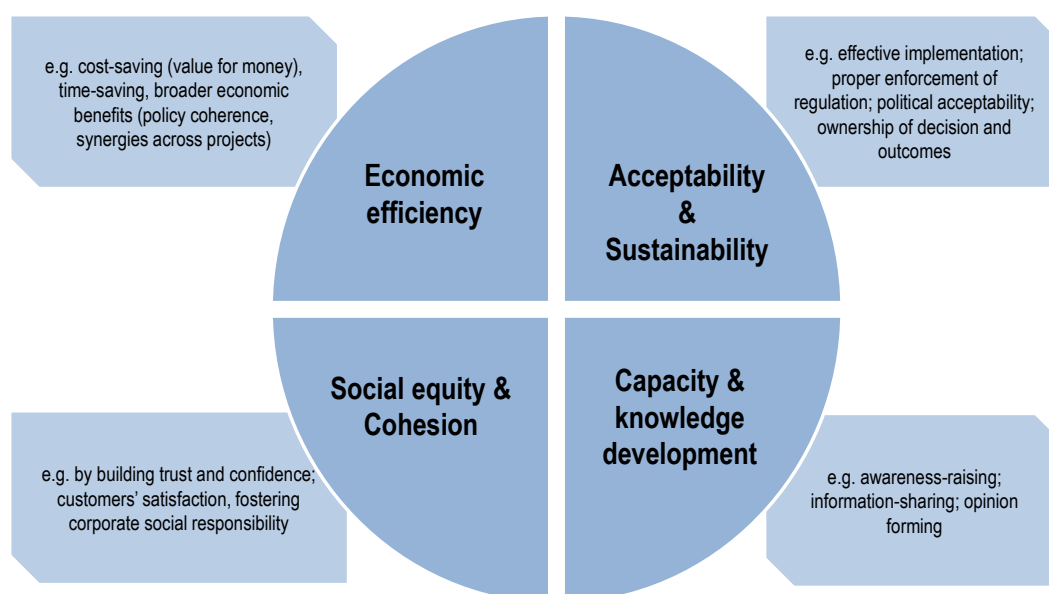 e.g. cost-saving (value for money),
time-saving, broader economic
benefits (policy coherence,
synergies across projects)
e.g. effective implementation;
proper enforcement of
regulation; political acceptability;
ownership of decision and
outcomes
Economic
efficiency
Acceptability
&
Sustainability
Social equity &
Cohesion
Capacity &
knowledge
development
e.g. by building trust and confidence;
customers’ satisfaction, fostering
corporate social responsibility
e.g. awareness-raising;
information-sharing; opinion
forming